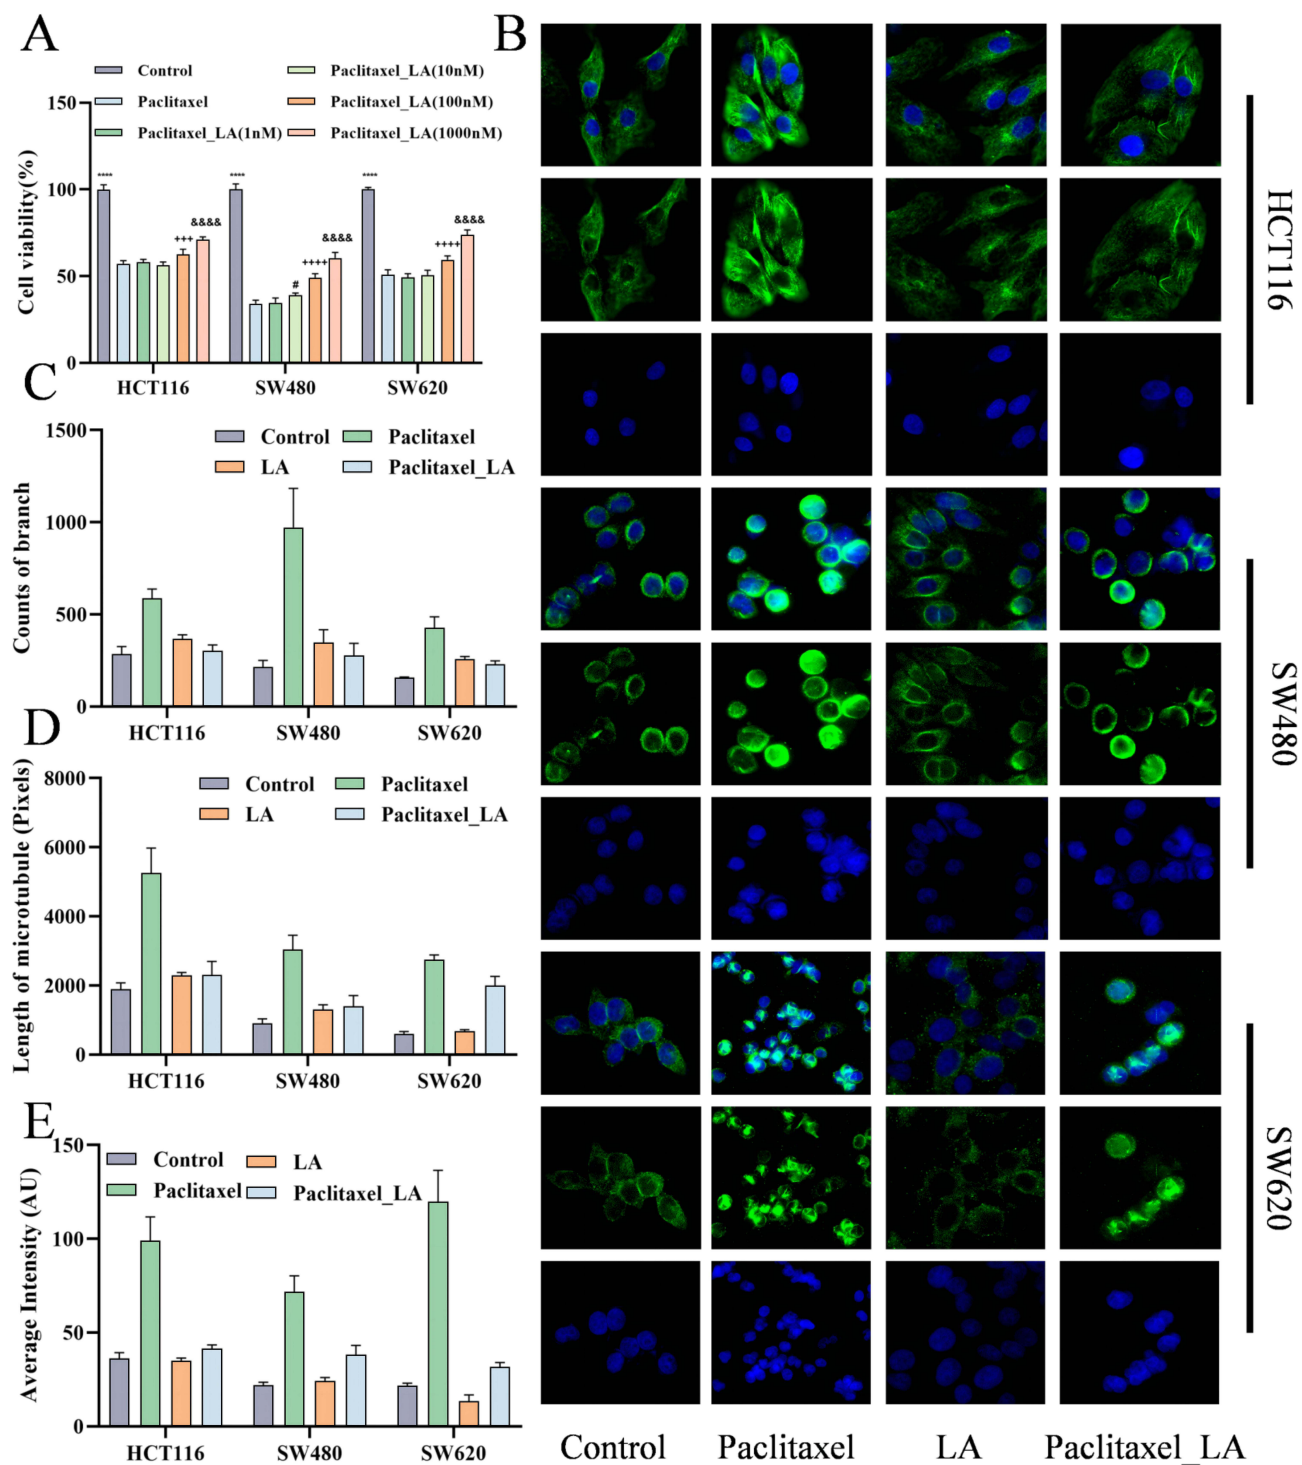 A
Control
Paclitaxel
Paclitaxel_LA(1nM)
Paclitaxel_LA(10nM)
Paclitaxel_LA(100nM)
Paclitaxel_LA(1000nM)
Cell viability(%)
150
100
50
0
****
+++
&&&&
****
#
++++
&&&&
****
++++
&&&&
HCT116
SW480
SW620
B
HCT116
SW480
SW620
Control
Paclitaxel
LA
Paclitaxel_LA
C
Control
Paclitaxel
LA
Paclitaxel_LA
Counts of branch
1500
1000
500
0
HCT116
SW480
SW620
D
Control
Paclitaxel
LA
Paclitaxel_LA
Length of microtubule (Pixels)
8000
6000
4000
2000
0
HCT116
SW480
SW620
E
Control
LA
Paclitaxel
Paclitaxel_LA
Average Intensity (AU)
150
100
50
0
HCT116
SW480
SW620